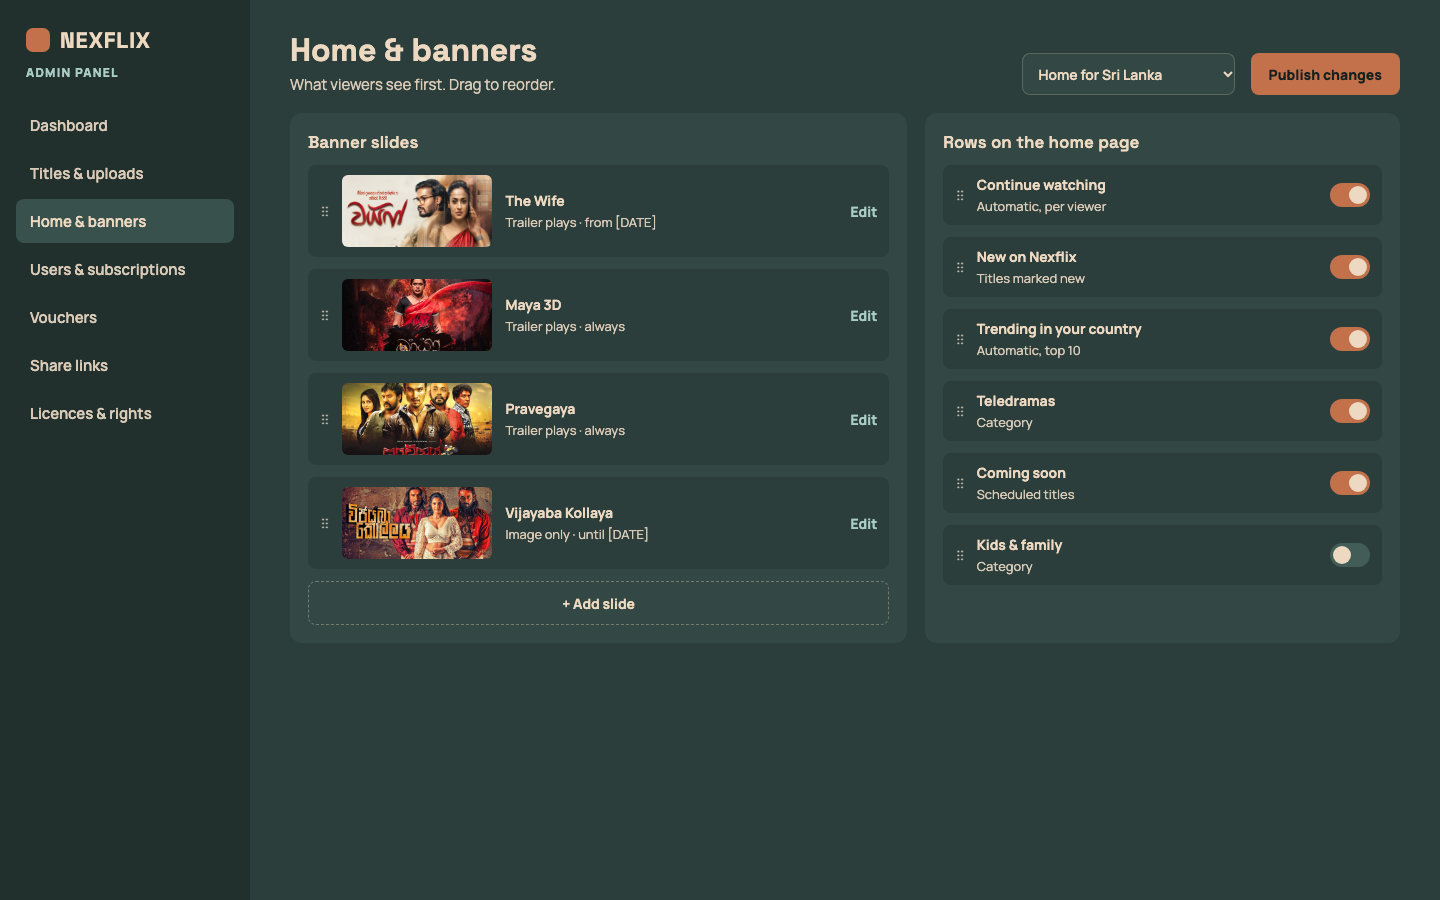 NEXFLIX
ADMIN PANEL
Dashboard
Titles & uploads
Home & banners
Users & subscriptions
Vouchers
Share links
Licences & rights
Home & banners
What viewers see first. Drag to reorder.
Home for Sri Lanka
Publish changes
Banner slides
වයිෆ්
The Wife
Trailer plays · from [DATE]
Edit
Maya 3D
Trailer plays · always
Edit
Pravegaya
Trailer plays · always
Edit
විජයබා
කොල්ලය
Vijayaba Kollaya
Image only · until [DATE]
Edit
+ Add slide
Rows on the home page
Continue watching
Automatic, per viewer
New on Nexflix
Titles marked new
Trending in your country
Automatic, top 10
Teledramas
Category
Coming soon
Scheduled titles
Kids & family
Category